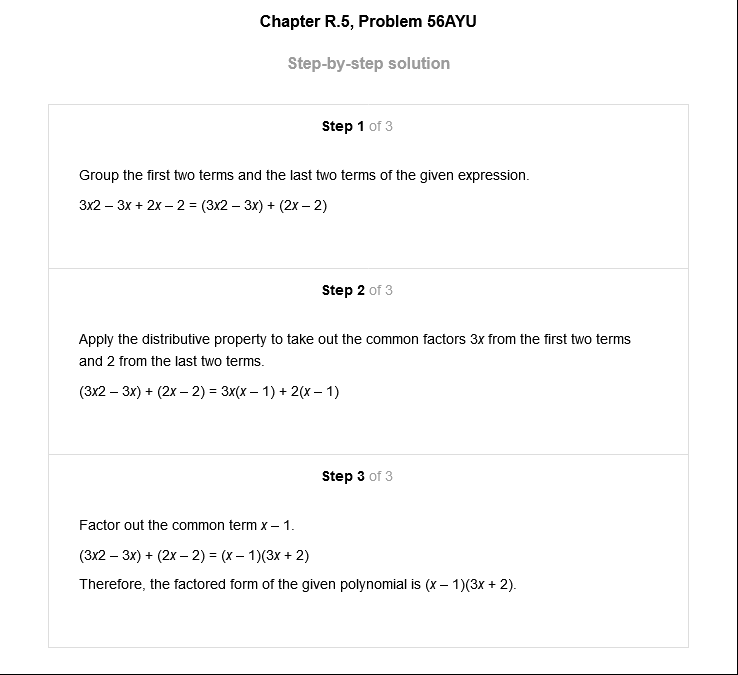 Chapter R.5, Problem 56AYU
Step-by-step solution
Step 1 of 3
Group the first two terms and the last two terms of the given expression.
3x2 – 3x + 2x – 2 = (3x2 – 3x) + (2x – 2)
Step 2 of 3
Apply the distributive property to take out the common factors 3x from the first two terms
and 2 from the last two terms.
(3x2 – 3x) + (2x – 2) = 3x(x – 1) + 2(x – 1)
Step 3 of 3
Factor out the common term x – 1.
(3x2 – 3x) + (2x – 2) = (x – 1)(3x + 2)
Therefore, the factored form of the given polynomial is (x – 1)(3x + 2).